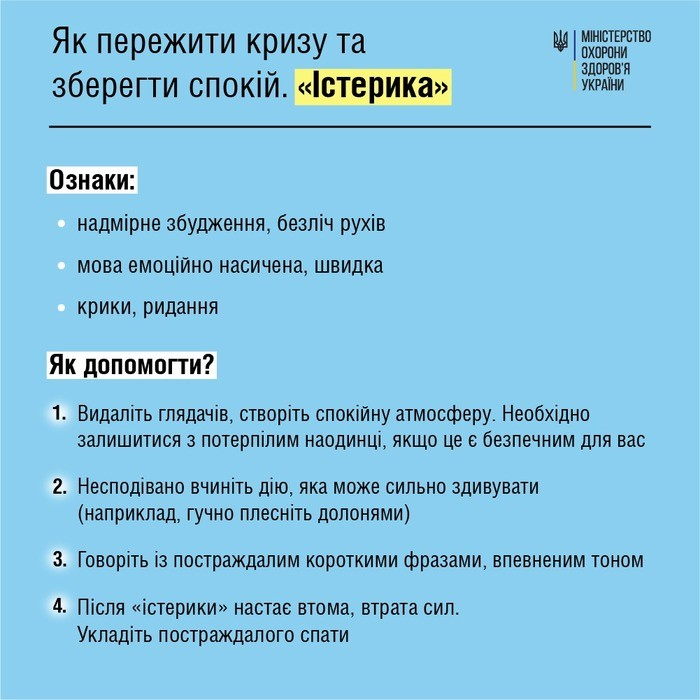 Як пережити кризу та
зберегти спокій. «Істерика»
МІНІСТЕРСТВО
ОХОРОНИ
ЗДОРОВ'Я
УКРАЇНИ
Ознаки:
• надмірне збудження, безліч рухів
• мова емоційно насичена, швидка
• крики, ридання
Як допомогти?
1. Видаліть глядачів, створіть спокійну атмосферу. Необхідно
залишитися з потерпілим наодинці, якщо це є безпечним для вас
2. Несподівано вчиніть дію, яка може сильно здивувати
(наприклад, гучно плесніть долонями)
3. Говоріть із постраждалим короткими фразами, впевненим тоном
4. Після «істерики» настає втома, втрата сил.
Укладіть постраждалого спати